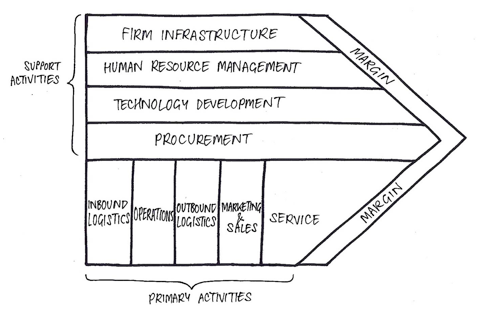 FIRM INFRASTRUCTURE
SUPPORT
ACTIVITIES
HUMAN RESOURCE MANAGEMENT
TECHNOLOGY DEVELOPMENT
PROCUREMENT
MARGIN
INBOUND
LOGISTICS
OPERATIONS
OUTBOUND
LOGISTICS
MARKETING
&
SALES
SERVICE
MARGIN
PRIMARY ACTIVITIES